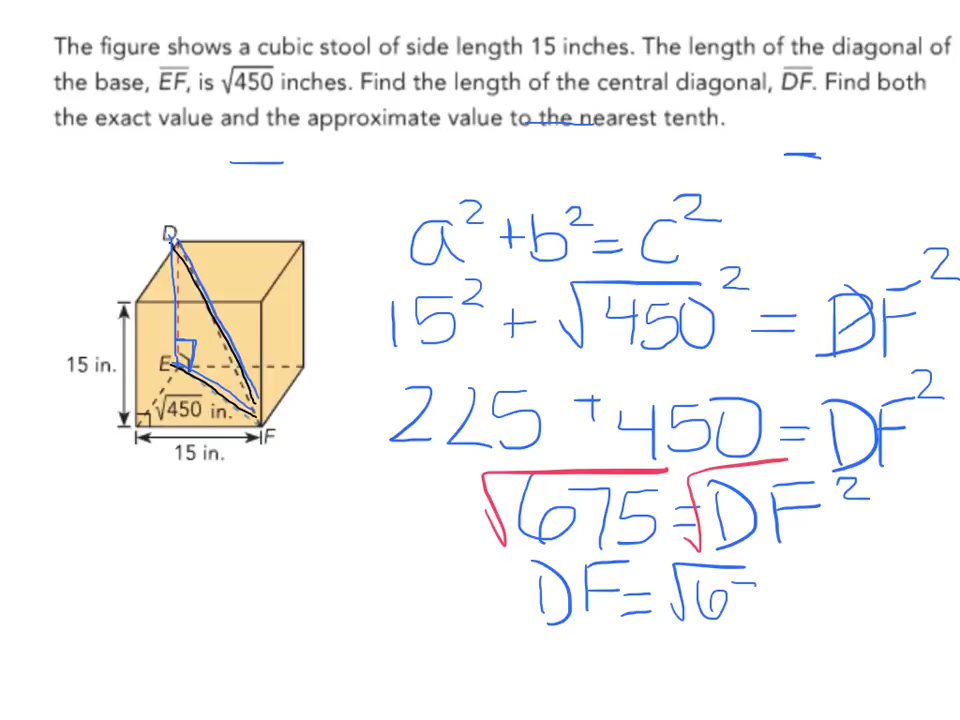 The figure shows a cubic stool of side length 15 inches. The length of the diagonal of
the base, E̅F̅, is √450 inches. Find the length of the central diagonal, D̅F̅. Find both
the exact value and the approximate value to the nearest tenth.
a² + b² = c²
15² + √450² = DF²
225 + 450 = DF²
√675 = √DF²
DF = √67
D
15 in.
E
√450 in.
F
15 in.